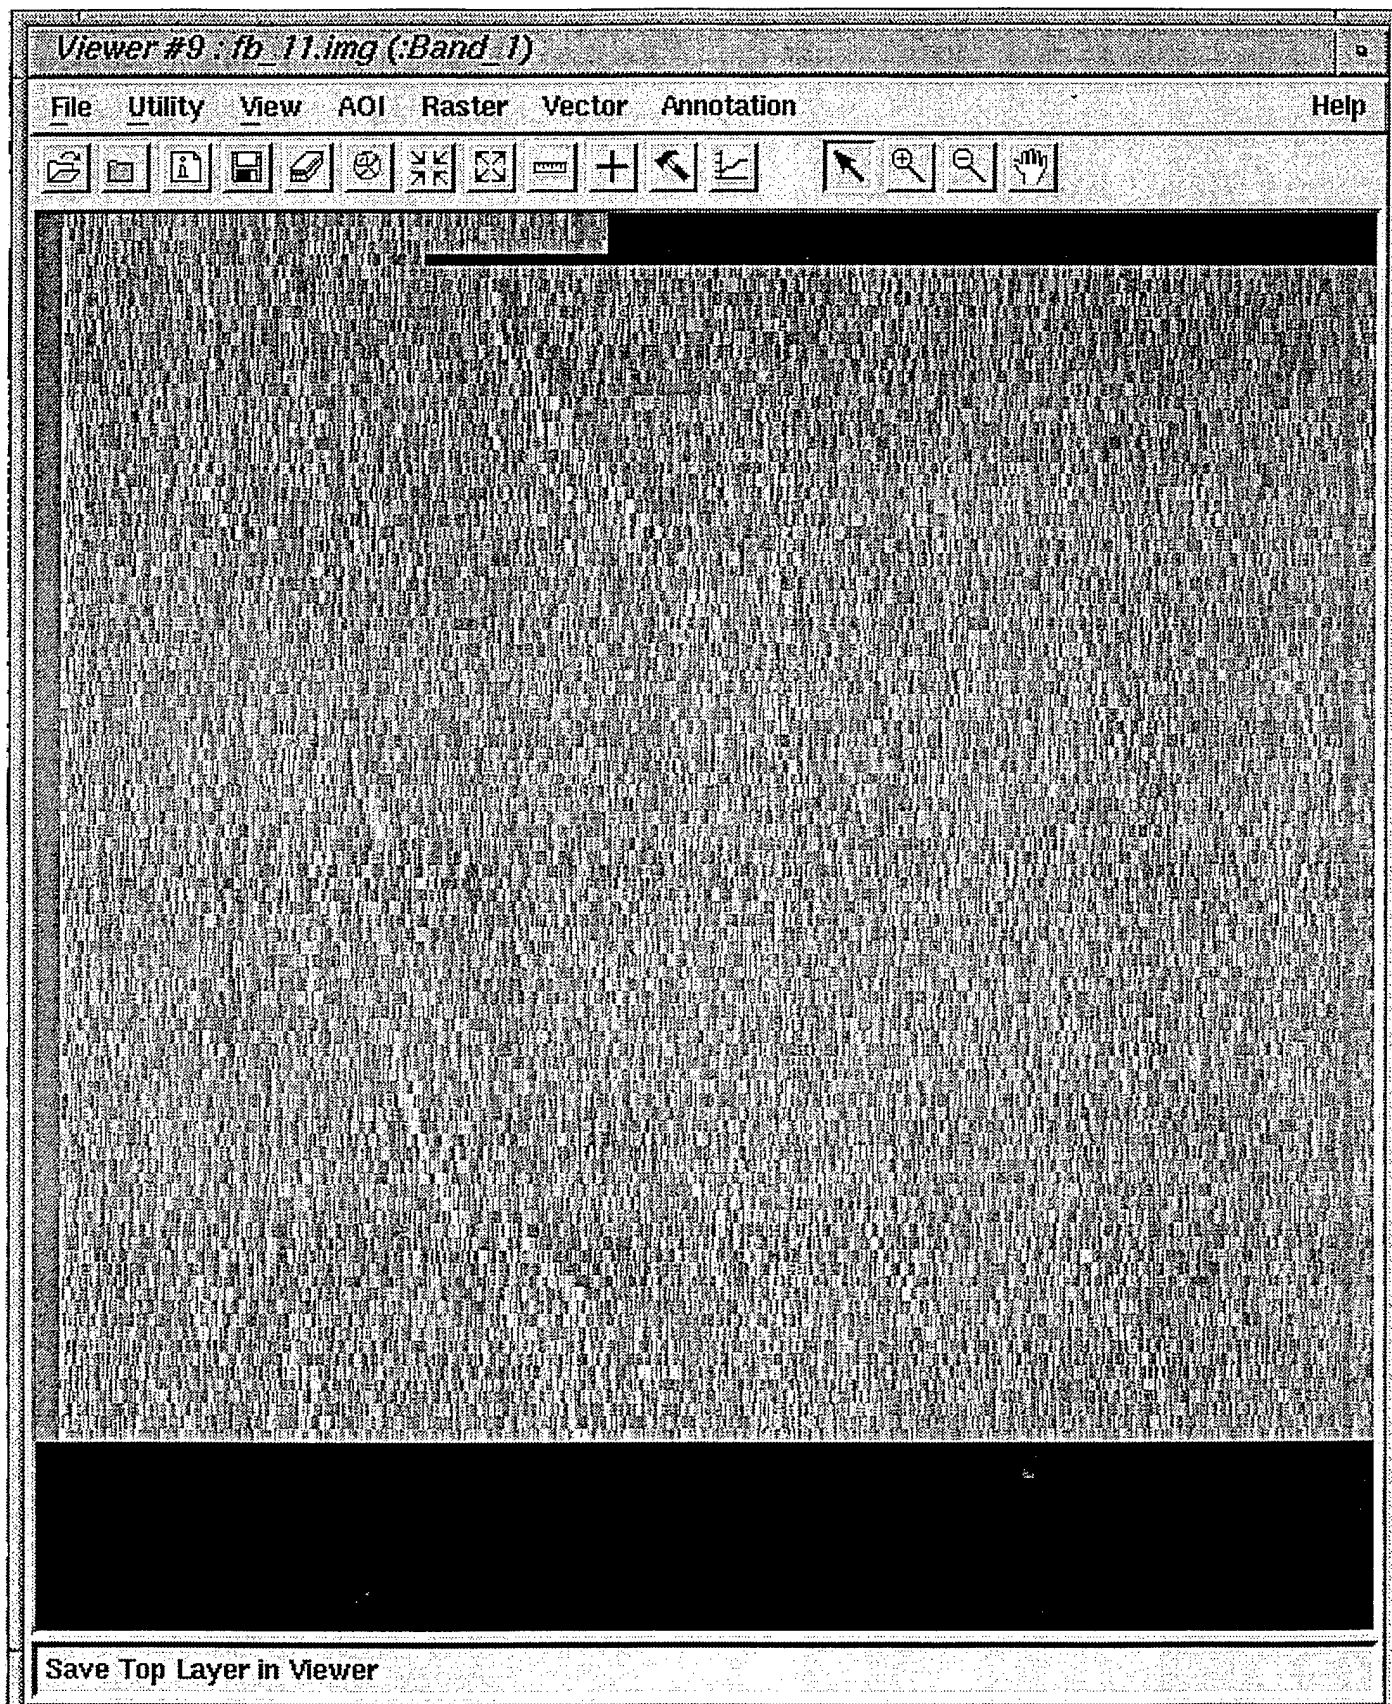 Viewer #9 : fb_11.img (:Band_1)
File Utility View AOI Raster Vector Annotation Help
Save Top Layer in Viewer